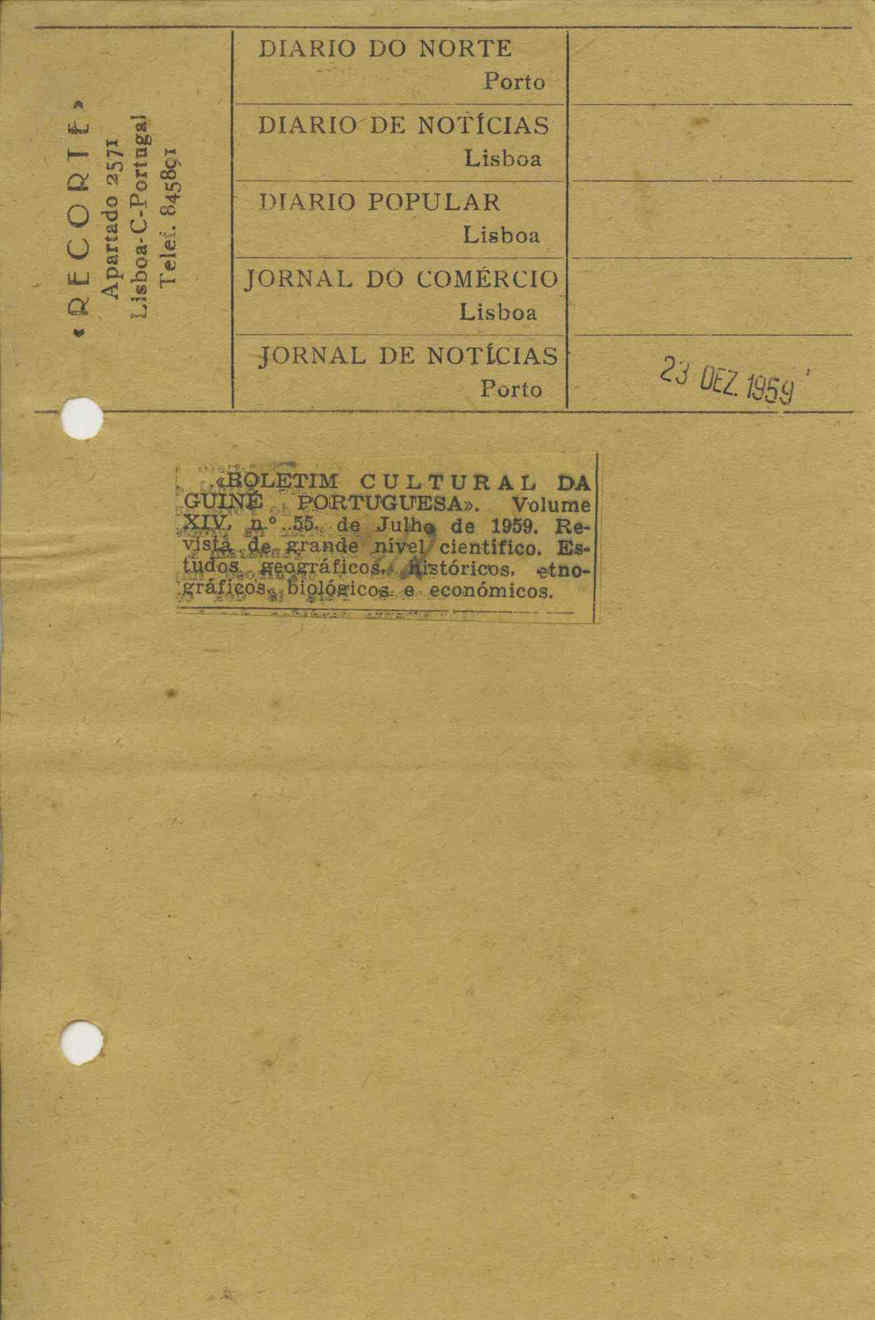 «RECORTE»
Apartado 2571
Lisboa-C-Portugal
Telef. 845891
DIARIO DO NORTE
Porto
DIARIO DE NOTÍCIAS
Lisboa
DIARIO POPULAR
Lisboa
JORNAL DO COMÉRCIO
Lisboa
JORNAL DE NOTÍCIAS
Porto
23 DEZ. 1959
«BOLETIM CULTURAL DA
GUINÉ PORTUGUESA». Volume
XIV, n.º 55, de Julho de 1959. Re-
vista de grande nível científico. Es-
tudos geográficos, históricos, etno-
gráficos, biológicos e económicos.